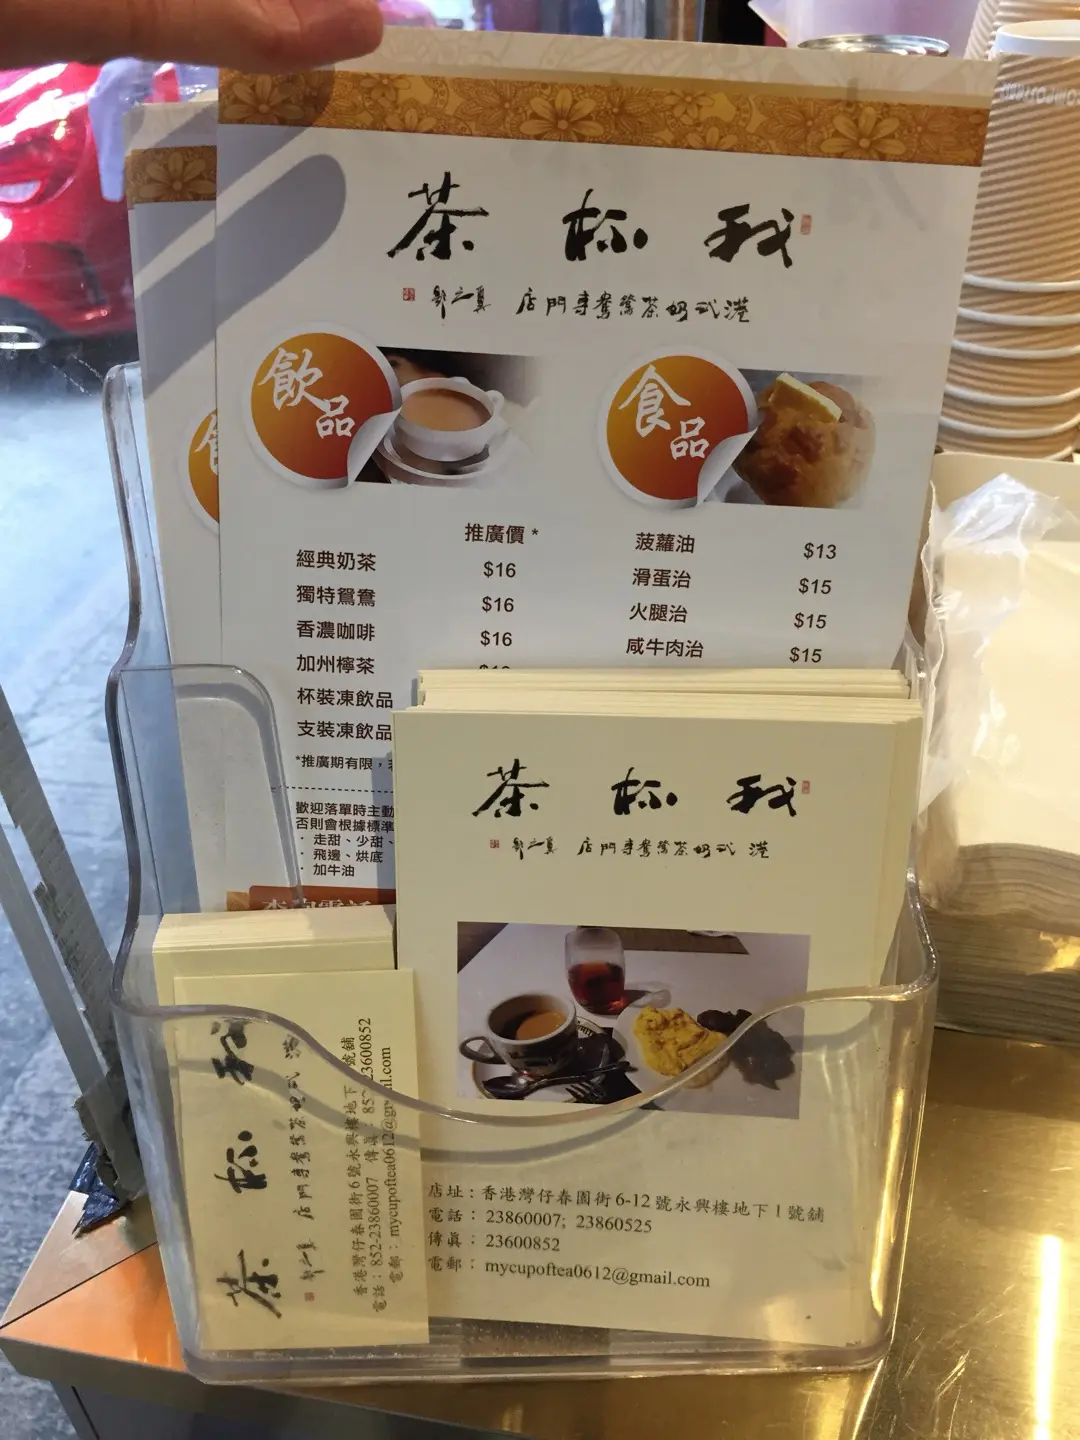 我杯茶
港式奶茶鴛鴦專門店
飲品
食品
推廣價*
經典奶茶 $16
獨特鴛鴦 $16
香濃咖啡 $16
加州檸茶
杯裝凍飲品
支裝凍飲品
*推廣期有限，
歡迎落單時主動
否則會根據標準
· 走甜、少甜、
· 飛邊、烘底
· 加牛油
菠蘿油 $13
滑蛋治 $15
火腿治 $15
咸牛肉治 $15
我杯茶
港式奶茶鴛鴦專門店
店址：香港灣仔春園街6-12號永興樓地下1號舖
電話：23860007; 23860525
傳真：23600852
電郵：mycupoftea0612@gmail.com
我杯茶
港式奶茶鴛鴦專門店
香港灣仔春園街6號永興樓地下 號舖
電話：852-23860007 傳真：852-23600852
電郵：mycupoftea0612@gmail.com